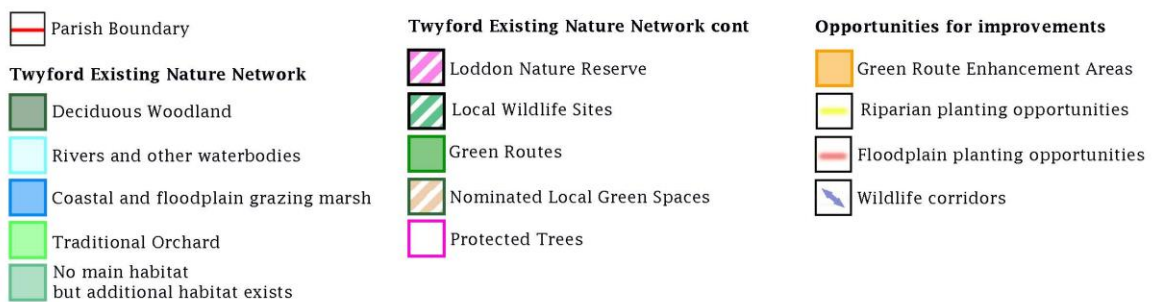 Parish Boundary
Twyford Existing Nature Network
Deciduous Woodland
Rivers and other waterbodies
Coastal and floodplain grazing marsh
Traditional Orchard
No main habitat
but additional habitat exists
Twyford Existing Nature Network cont
Loddon Nature Reserve
Local Wildlife Sites
Green Routes
Nominated Local Green Spaces
Protected Trees
Opportunities for improvements
Green Route Enhancement Areas
Riparian planting opportunities
Floodplain planting opportunities
Wildlife corridors